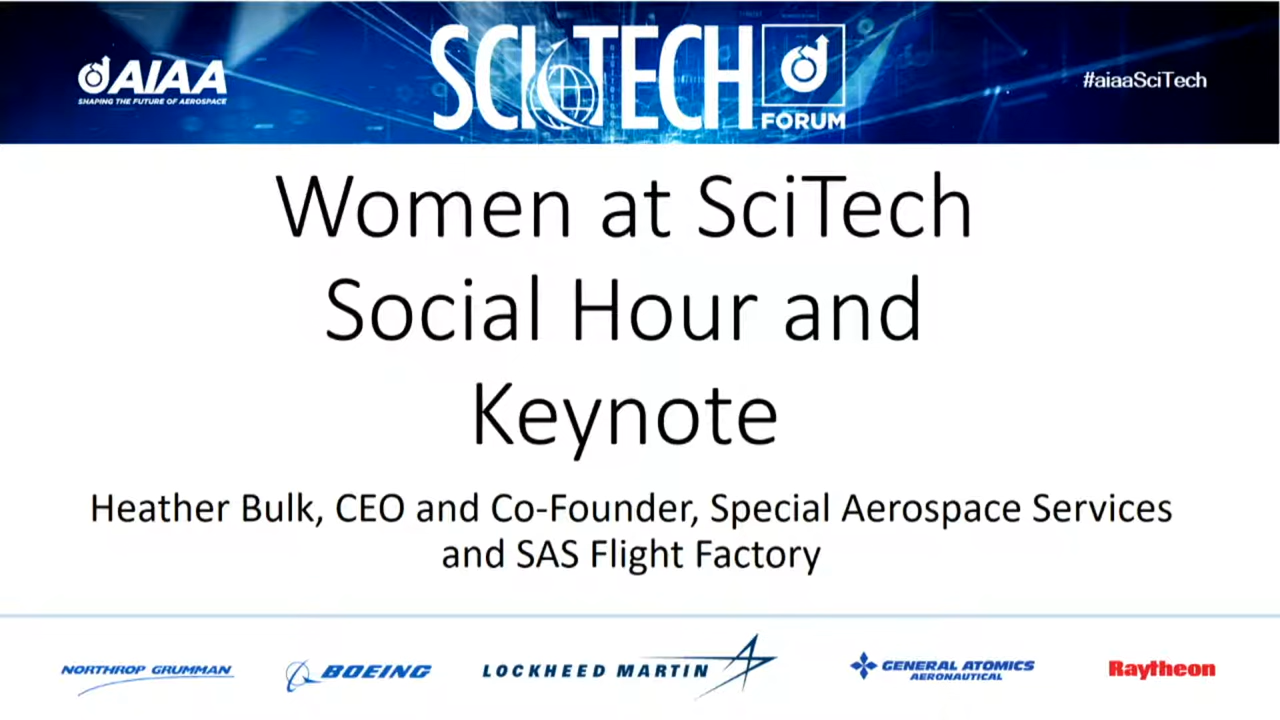 AIAA
SHAPING THE FUTURE OF AEROSPACE
SCITECH
FORUM
#aiaaSciTech
Women at SciTech
Social Hour and
Keynote
Heather Bulk, CEO and Co-Founder, Special Aerospace Services
and SAS Flight Factory
NORTHROP GRUMMAN
BOEING
LOCKHEED MARTIN
GENERAL ATOMICS
AERONAUTICAL
Raytheon